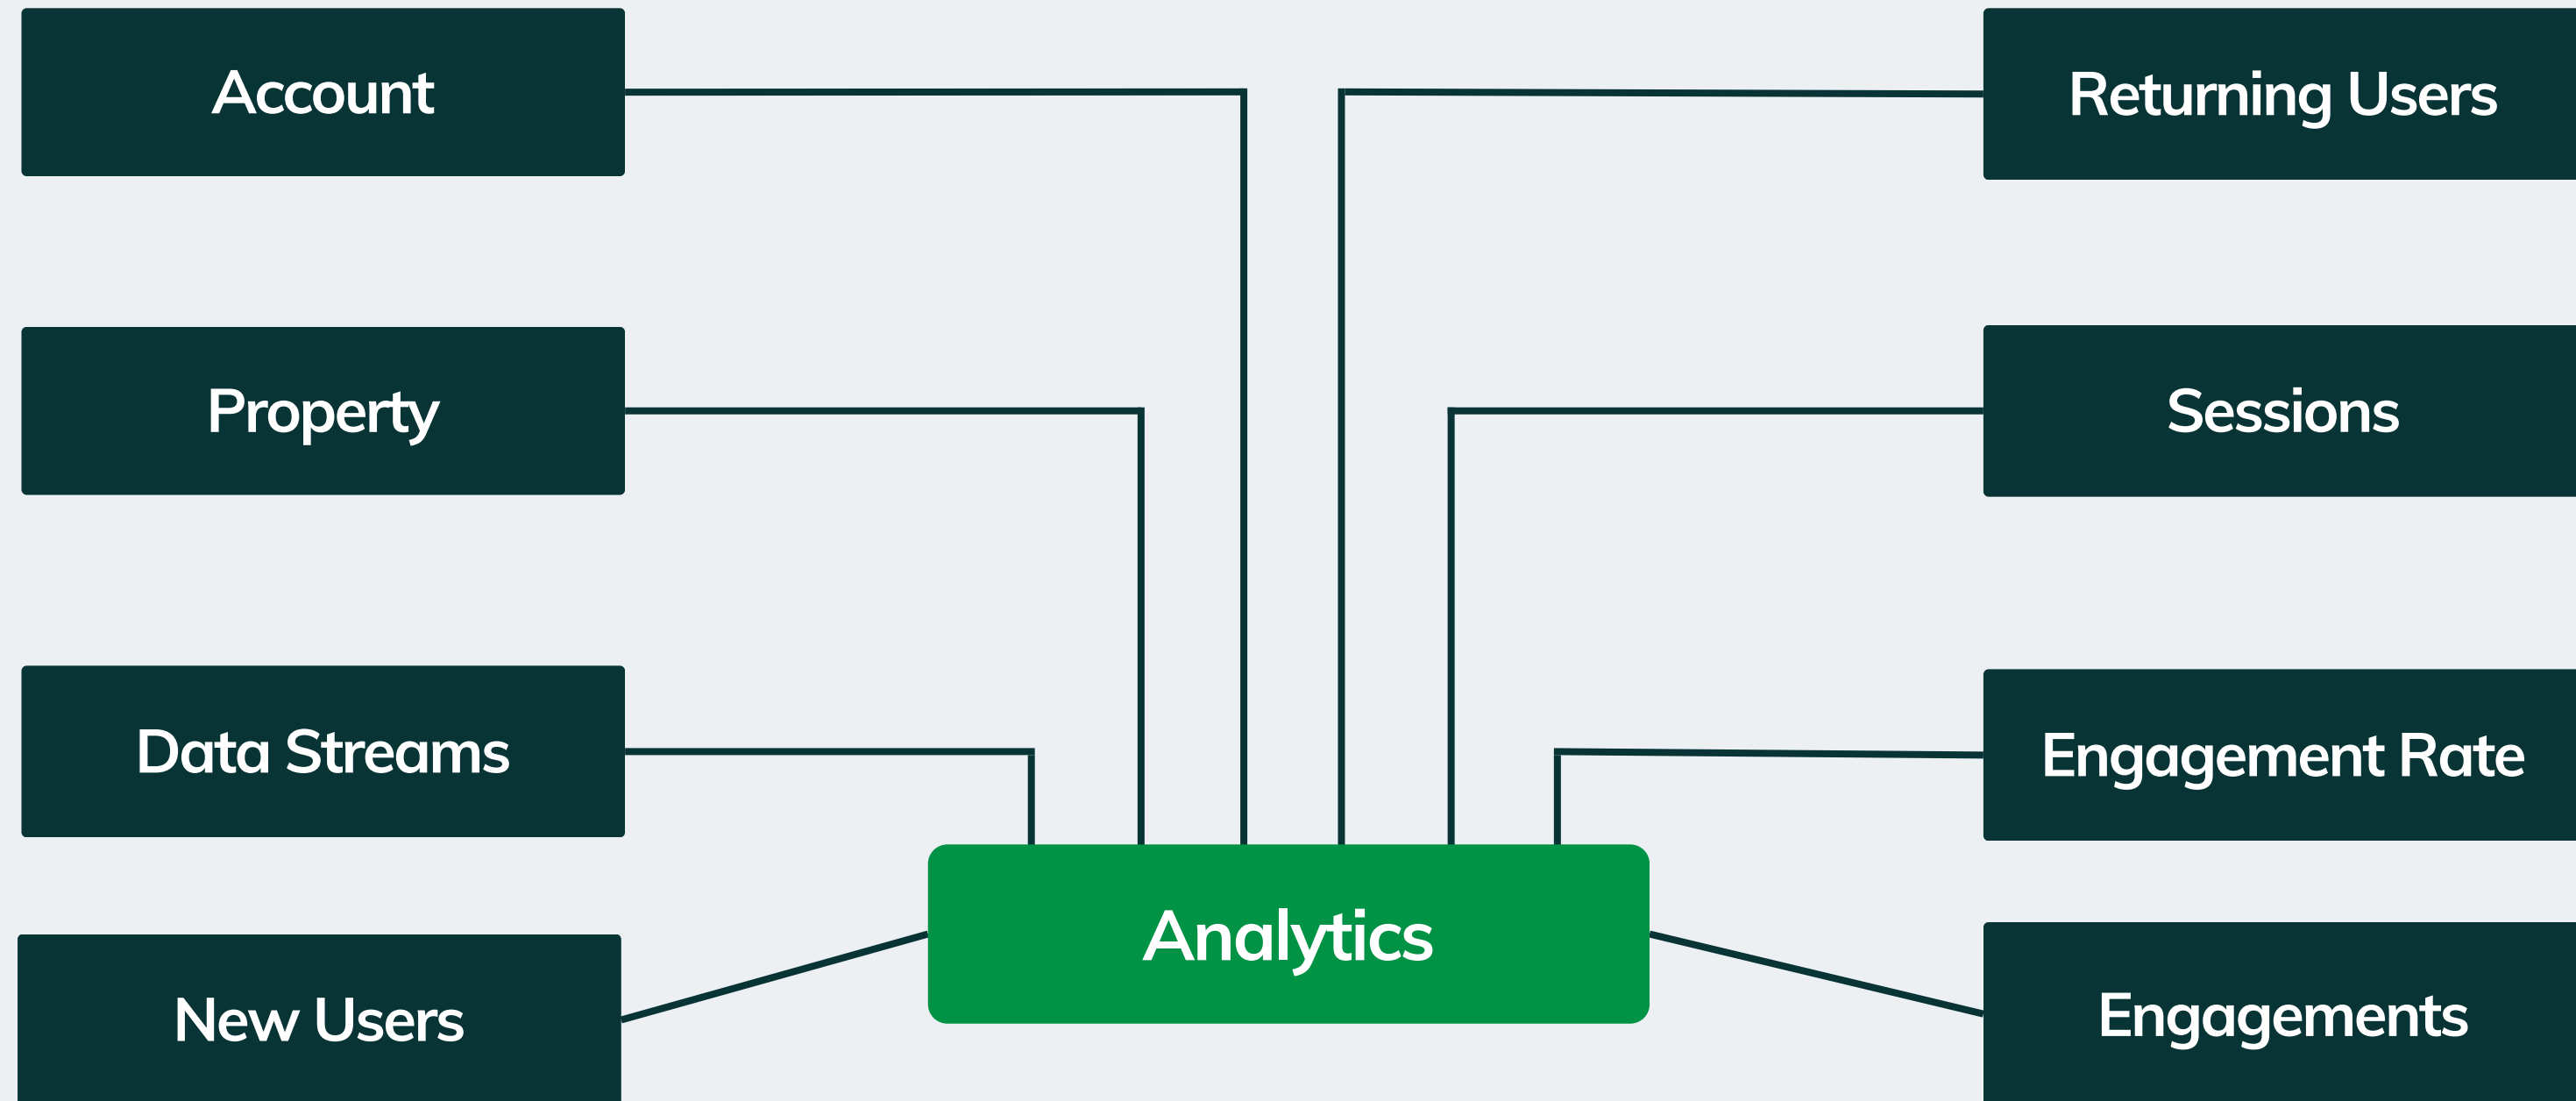 Account
Returning Users
Property
Sessions
Data Streams
Engagement Rate
Analytics
New Users
Engagements